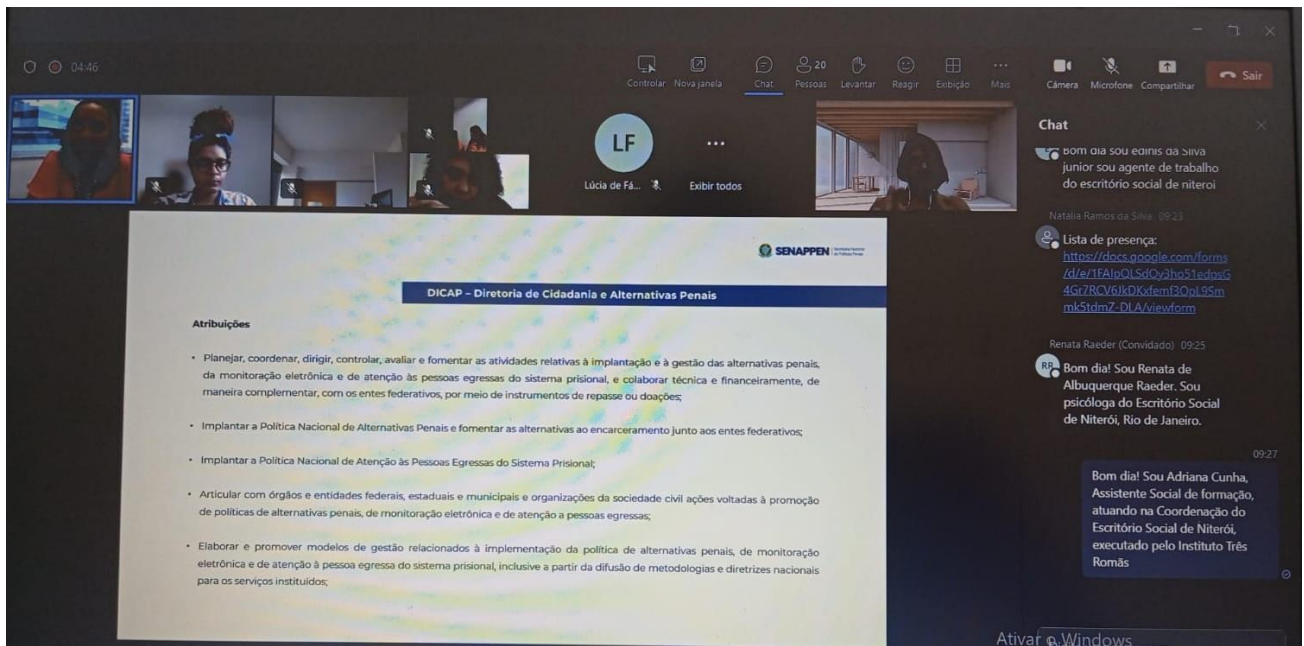 04:46
Controlar Nova janela Chat 20 Pessoas Levantar Reagir Exibição Mais Câmera Microfone Compartilhar Sair
LF
Lúcia de Fá...
Exibir todos
SENAPPEN
DICAP – Diretoria de Cidadania e Alternativas Penais
Atribuições
• Planejar, coordenar, dirigir, controlar, avaliar e fomentar as atividades relativas à implantação e à gestão das alternativas penais,
da monitoração eletrônica e de atenção às pessoas egressas do sistema prisional, e colaborar técnica e financeiramente, de
maneira complementar, com os entes federativos, por meio de instrumentos de repasse ou doações;
• Implantar a Política Nacional de Alternativas Penais e fomentar as alternativas ao encarceramento junto aos entes federativos;
• Implantar a Política Nacional de Atenção às Pessoas Egressas do Sistema Prisional;
• Articular com órgãos e entidades federais, estaduais e municipais e organizações da sociedade civil ações voltadas à promoção
de políticas de alternativas penais, de monitoração eletrônica e de atenção a pessoas egressas;
• Elaborar e promover modelos de gestão relacionados à implementação da política de alternativas penais, de monitoração
eletrônica e de atenção à pessoa egressa do sistema prisional, inclusive a partir da difusão de metodologias e diretrizes nacionais
para os serviços instituídos;
Chat
Bom dia sou edinis da silva
junior sou agente de trabalho
do escritório social de niteroi
Natália Ramos da Silva 09:23
Lista de presença:
https://docs.google.com/forms
Renata Raeder (Convidado) 09:25
RR
Bom dia! Sou Renata de
Albuquerque Raeder. Sou
psicóloga do Escritório Social
de Niterói, Rio de Janeiro.
09:27
Bom dia! Sou Adriana Cunha,
Assistente Social de formação,
atuando na Coordenação do
Escritório Social de Niterói,
executado pelo Instituto Três
Romãs
Ativar o Windows